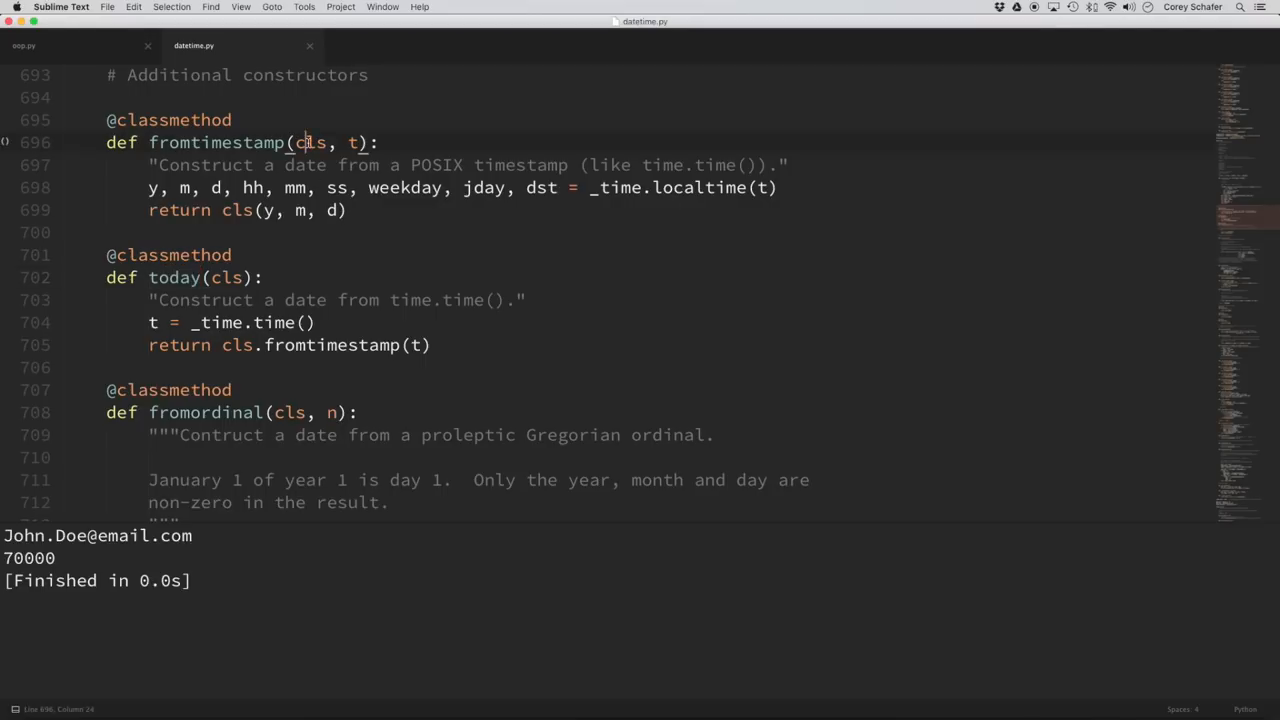 Sublime Text File Edit Selection Find View Goto Tools Project Window Help Corey Schafer
datetime.py
oop.py datetime.py
693 # Additional constructors
694
695 @classmethod
696 def fromtimestamp(cls, t):
697 "Construct a date from a POSIX timestamp (like time.time())."
698 y, m, d, hh, mm, ss, weekday, jday, dst = _time.localtime(t)
699 return cls(y, m, d)
700
701 @classmethod
702 def today(cls):
703 "Construct a date from time.time()."
704 t = _time.time()
705 return cls.fromtimestamp(t)
706
707 @classmethod
708 def fromordinal(cls, n):
709 """Contruct a date from a proleptic Gregorian ordinal.
710
711 January 1 of year 1 is day 1.  Only the year, month and day are
712 non-zero in the result.
"""
John.Doe@email.com
70000
[Finished in 0.0s]
Line 696, Column 24 Spaces: 4 Python